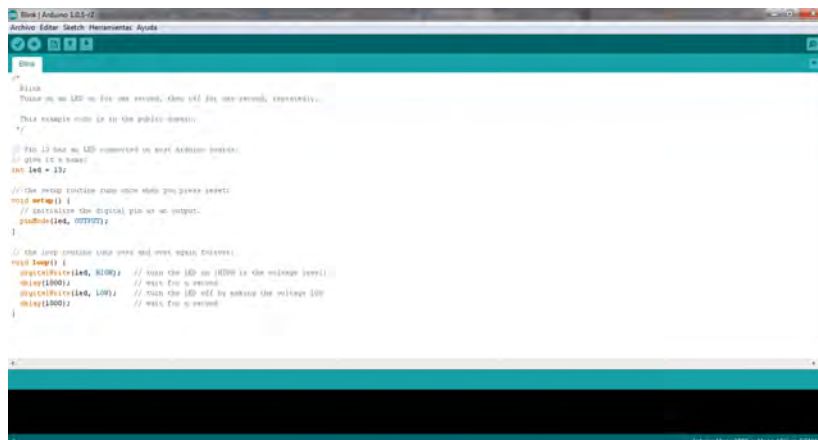 Blink | Arduino 1.0.5-r2
Archivo Editar Sketch Herramientas Ayuda
Blink
/*
Blink
Turns on an LED on for one second, then off for one second, repeatedly.
This example code is in the public domain.
*/
// Pin 13 has an LED connected on most Arduino boards.
// give it a name:
int led = 13;
// the setup routine runs once when you press reset:
void setup() {
// initialize the digital pin as an output.
pinMode(led, OUTPUT);
}
// the loop routine runs over and over again forever:
void loop() {
digitalWrite(led, HIGH); // turn the LED on (HIGH is the voltage level)
delay(1000); // wait for a second
digitalWrite(led, LOW); // turn the LED off by making the voltage LOW
delay(1000); // wait for a second
}